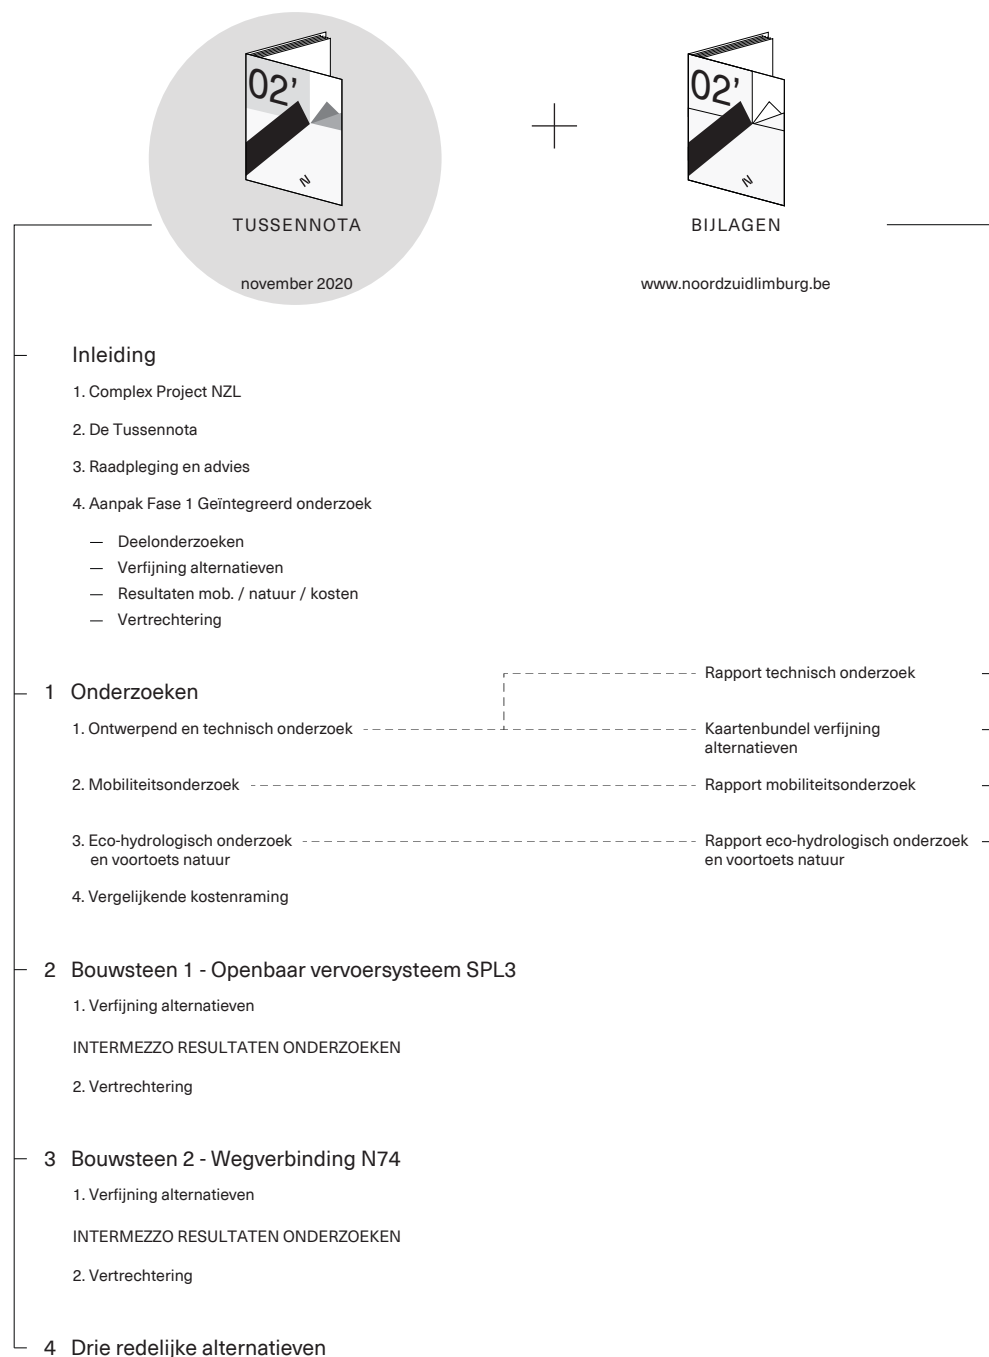 02’
N
TUSSENNOTA
november 2020
02’
N
BIJLAGEN
www.noordzuidlimburg.be
Inleiding
1. Complex Project NZL
2. De Tussennota
3. Raadpleging en advies
4. Aanpak Fase 1 Geïntegreerd onderzoek
— Deelonderzoeken
— Verfijning alternatieven
— Resultaten mob. / natuur / kosten
— Vertrechtering
1 Onderzoeken
1. Ontwerpend en technisch onderzoek
Rapport technisch onderzoek
Kaartenbundel verfijning
alternatieven
2. Mobiliteitsonderzoek
Rapport mobiliteitsonderzoek
3. Eco-hydrologisch onderzoek
en voortoets natuur
Rapport eco-hydrologisch onderzoek
en voortoets natuur
4. Vergelijkende kostenraming
2 Bouwsteen 1 - Openbaar vervoersysteem SPL3
1. Verfijning alternatieven
INTERMEZZO RESULTATEN ONDERZOEKEN
2. Vertrechtering
3 Bouwsteen 2 - Wegverbinding N74
1. Verfijning alternatieven
INTERMEZZO RESULTATEN ONDERZOEKEN
2. Vertrechtering
4 Drie redelijke alternatieven